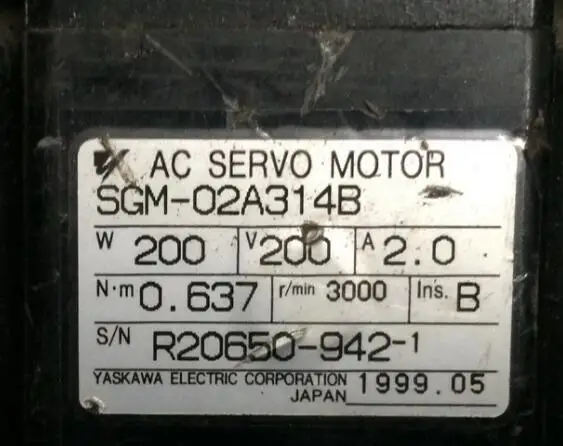 AC SERVO MOTOR
SGM-02A314B
W 200 V 200 A 2.0
N·m 0.637 r/min 3000 Ins. B
S/N R20650-942-1
YASKAWA ELECTRIC CORPORATION 1999.05
JAPAN